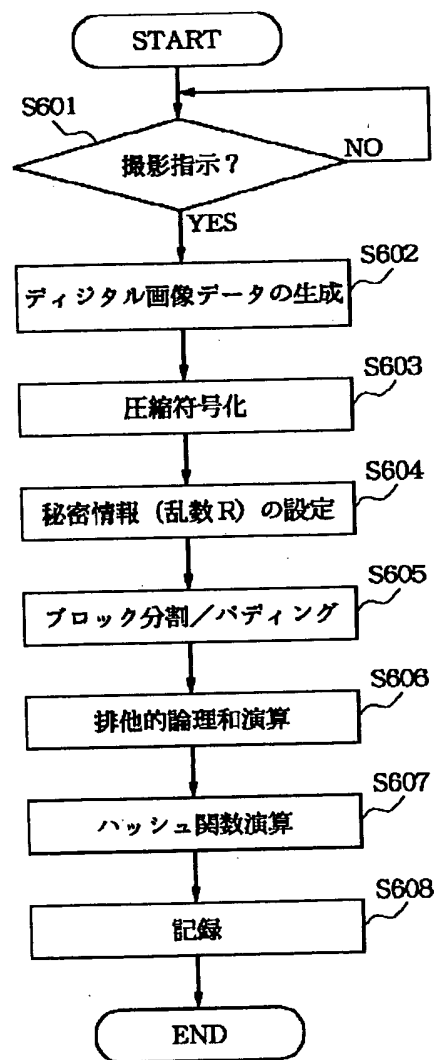 START
S601
撮影指示？
NO
YES
S602
ディジタル画像データの生成
S603
圧縮符号化
S604
秘密情報（乱数R）の設定
S605
ブロック分割／パディング
S606
排他的論理和演算
S607
ハッシュ関数演算
S608
記録
END